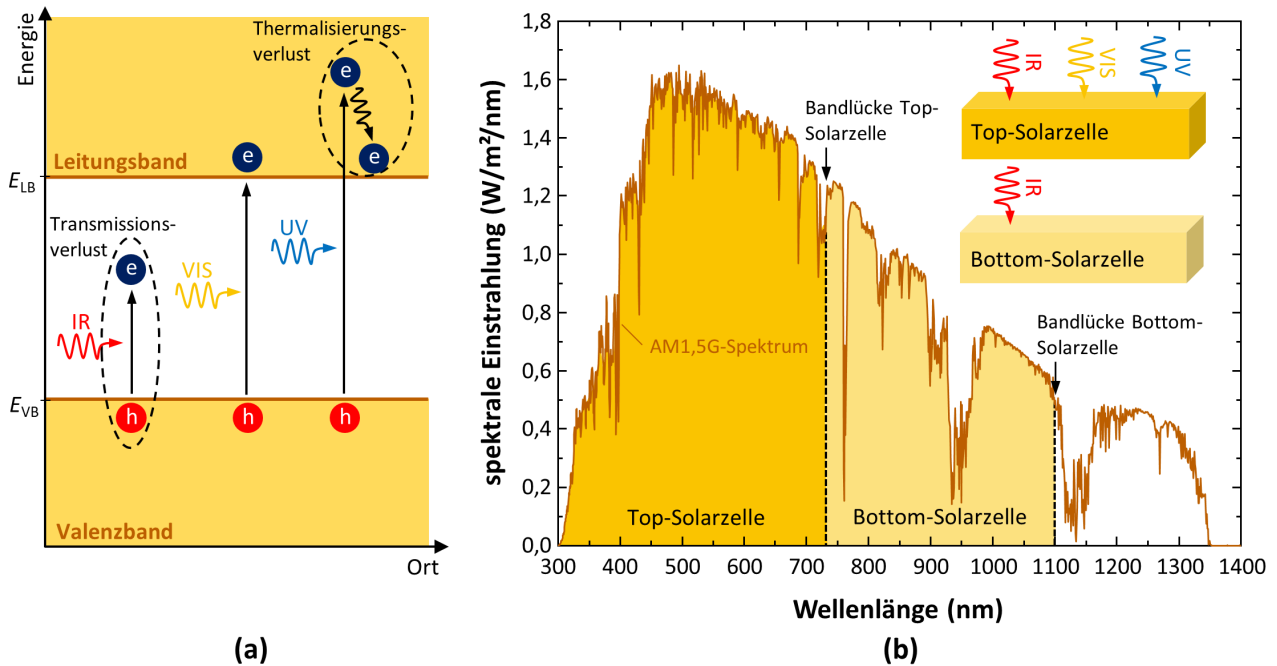 Energie
Thermalisierungs-
verlust
e
e
e
Leitungsband
E_LB
Transmissions-
verlust
e
UV
VIS
IR
E_VB
h
h
h
Valenzband
Ort
(a)
spektrale Einstrahlung (W/m²/nm)
1,8
1,6
1,4
1,2
1,0
0,8
0,6
0,4
0,2
0,0
IR
VIS
UV
Bandlücke Top-
Solarzelle
Top-Solarzelle
IR
Bottom-Solarzelle
Bandlücke Bottom-
Solarzelle
AM1,5G-Spektrum
Top-Solarzelle
Bottom-Solarzelle
300 400 500 600 700 800 900 1000 1100 1200 1300 1400
Wellenlänge (nm)
(b)